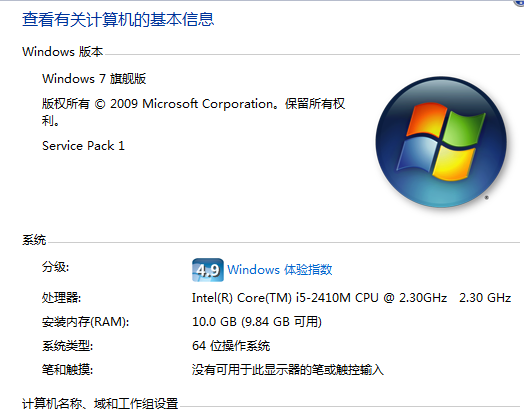 查看有关计算机的基本信息
Windows 版本
Windows 7 旗舰版
版权所有 © 2009 Microsoft Corporation。保留所有权
利。
Service Pack 1
系统
分级:
4.9 Windows 体验指数
处理器:
Intel(R) Core(TM) i5-2410M CPU @ 2.30GHz 2.30 GHz
安装内存(RAM):
10.0 GB (9.84 GB 可用)
系统类型:
64 位操作系统
笔和触摸:
没有可用于此显示器的笔或触控输入
计算机名称、域和工作组设置